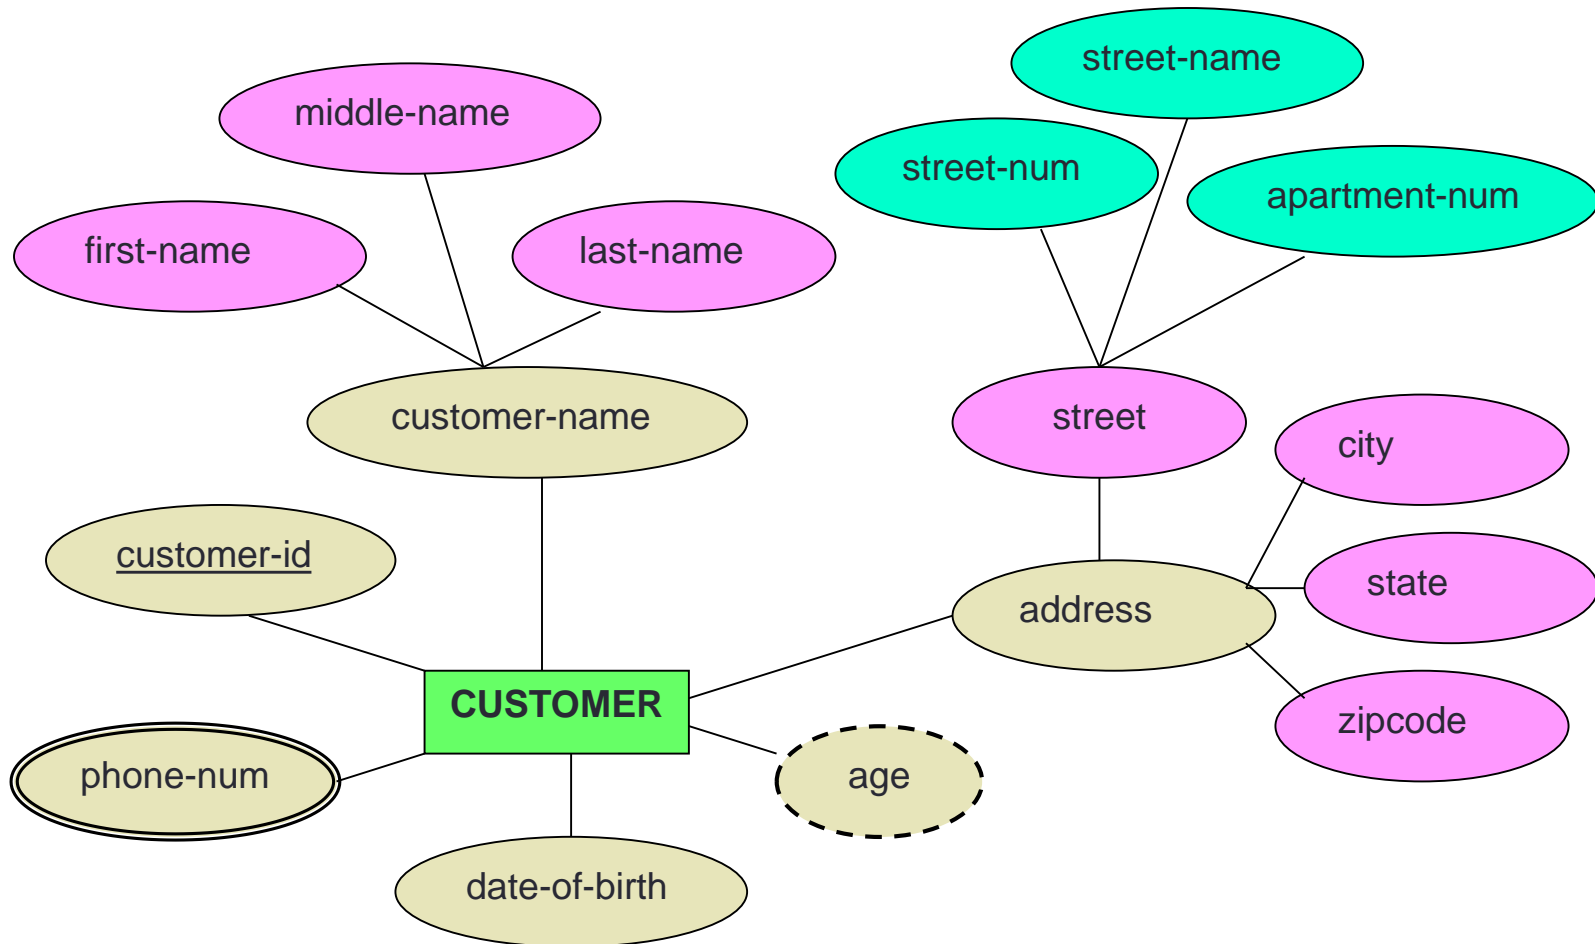 street-name
middle-name
street-num
apartment-num
first-name
last-name
customer-name
street
city
customer-id
state
address
CUSTOMER
zipcode
phone-num
age
date-of-birth